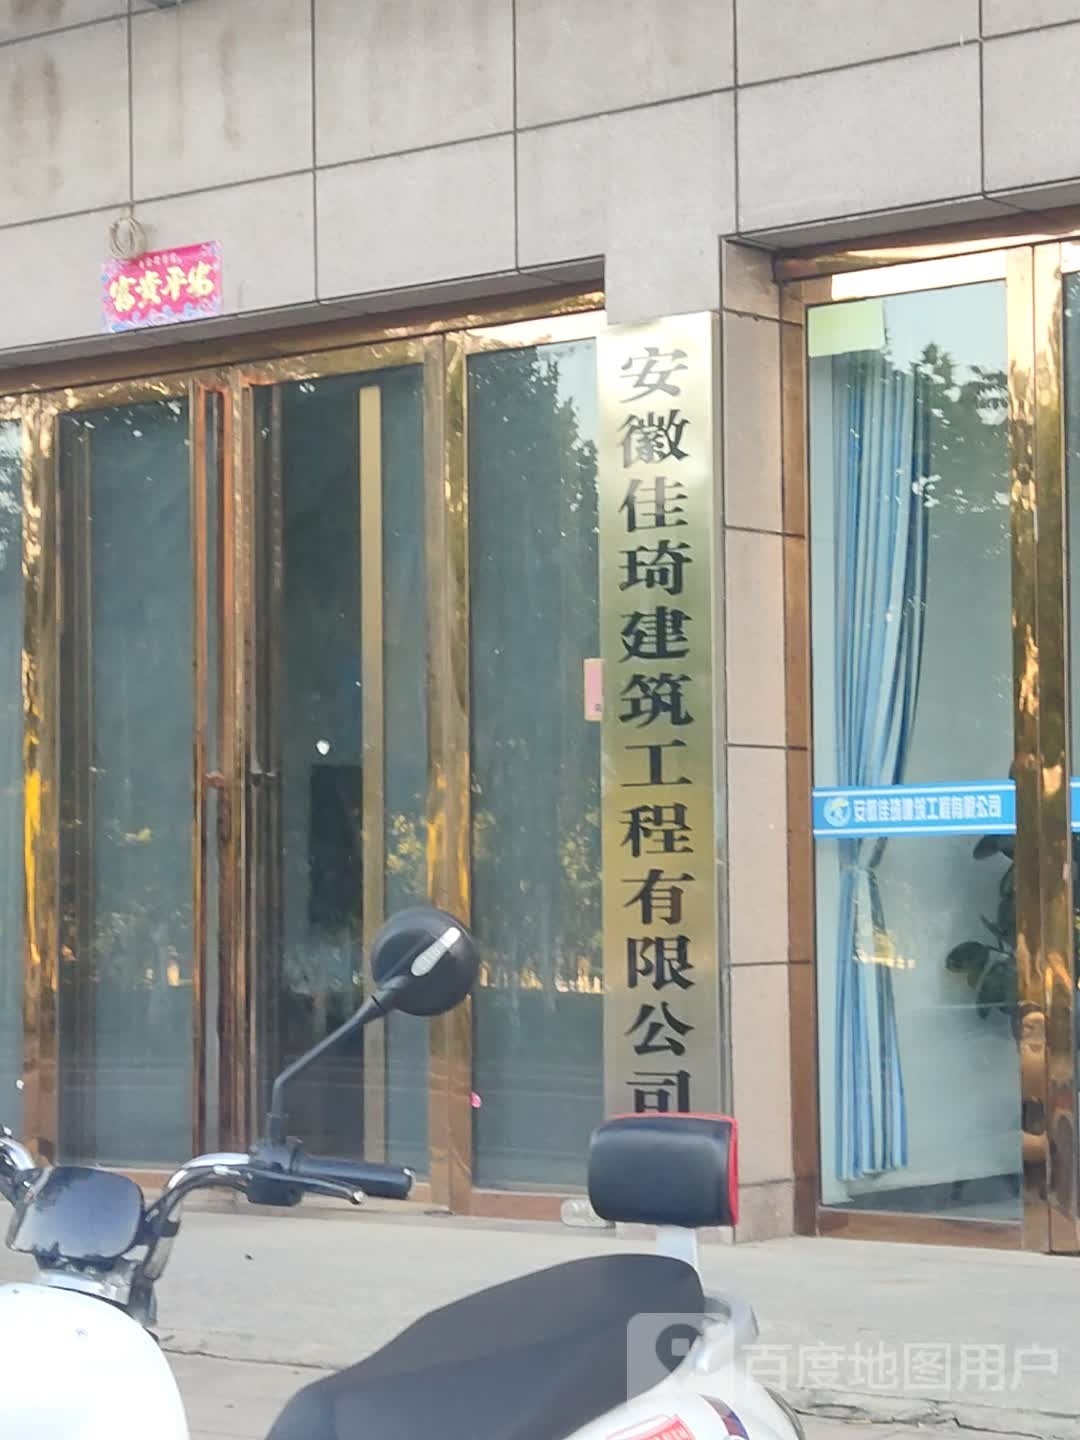 富贵平安
安徽佳琦建筑工程有限公司
安徽佳琦建筑工程有限公司
百度地图用户